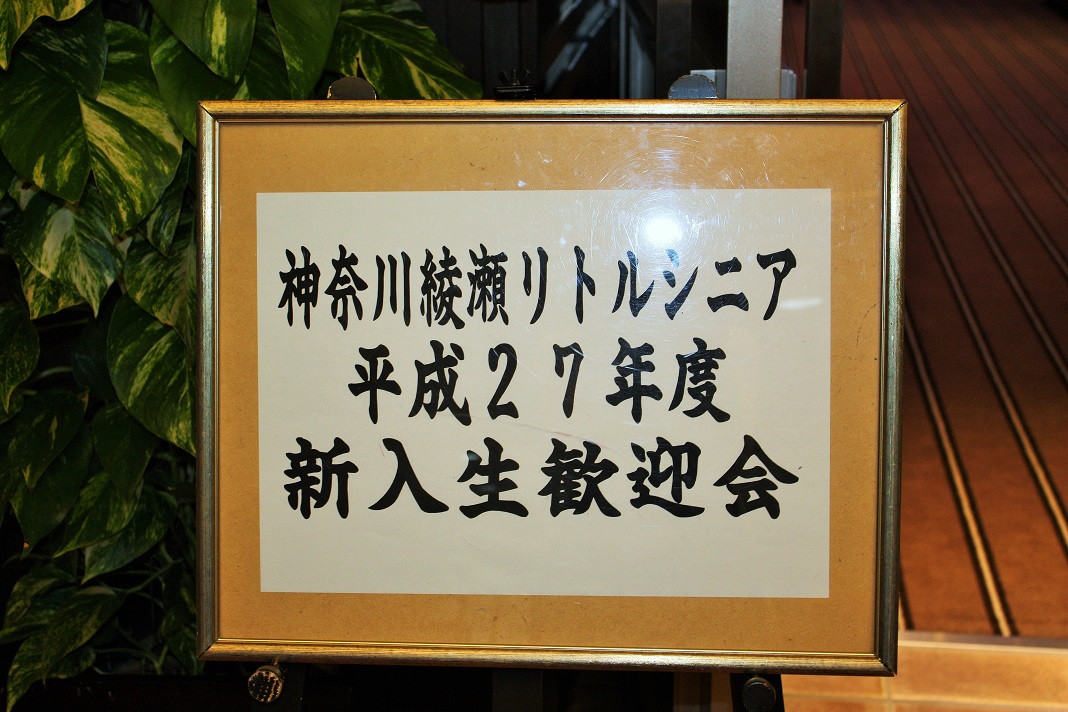 神奈川綾瀬リトルシニア
平成２７年度
新入生歓迎会